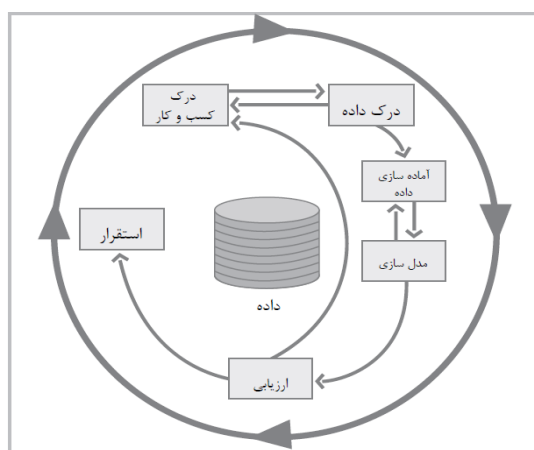 درک
کسب و کار
درک داده
آماده سازی
داده
استقرار
مدل سازی
داده
ارزیابی